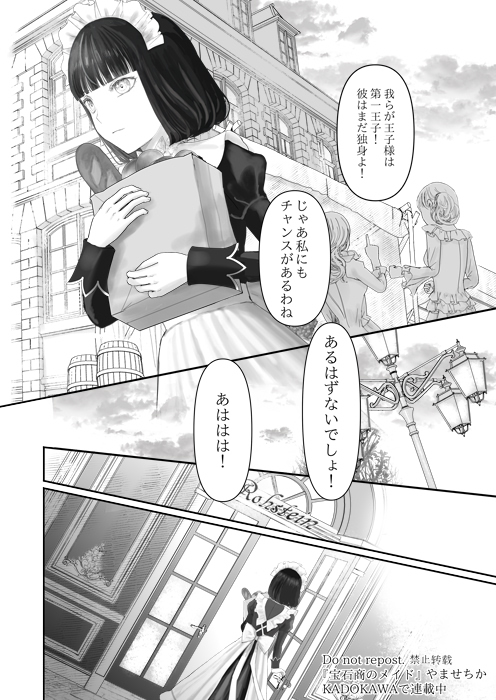 我らが王子様は
第一王子！
彼はまだ独身よ！
じゃあ私にも
チャンスがあるわね
あるはずないでしょ！
あははは！
Rohstein
Do not repost. 禁止转载
『宝石商のメイド』やませちか
KADOKAWAで連載中